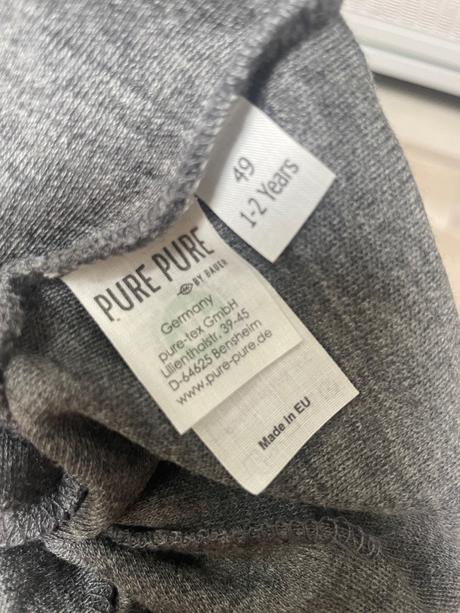 49
1-2 Years
PURE PURE
BY BAUER
Germany
pure-tex GmbH
Lilienthalstr. 39-45
D-64625 Bensheim
www.pure-pure.de
Made in EU